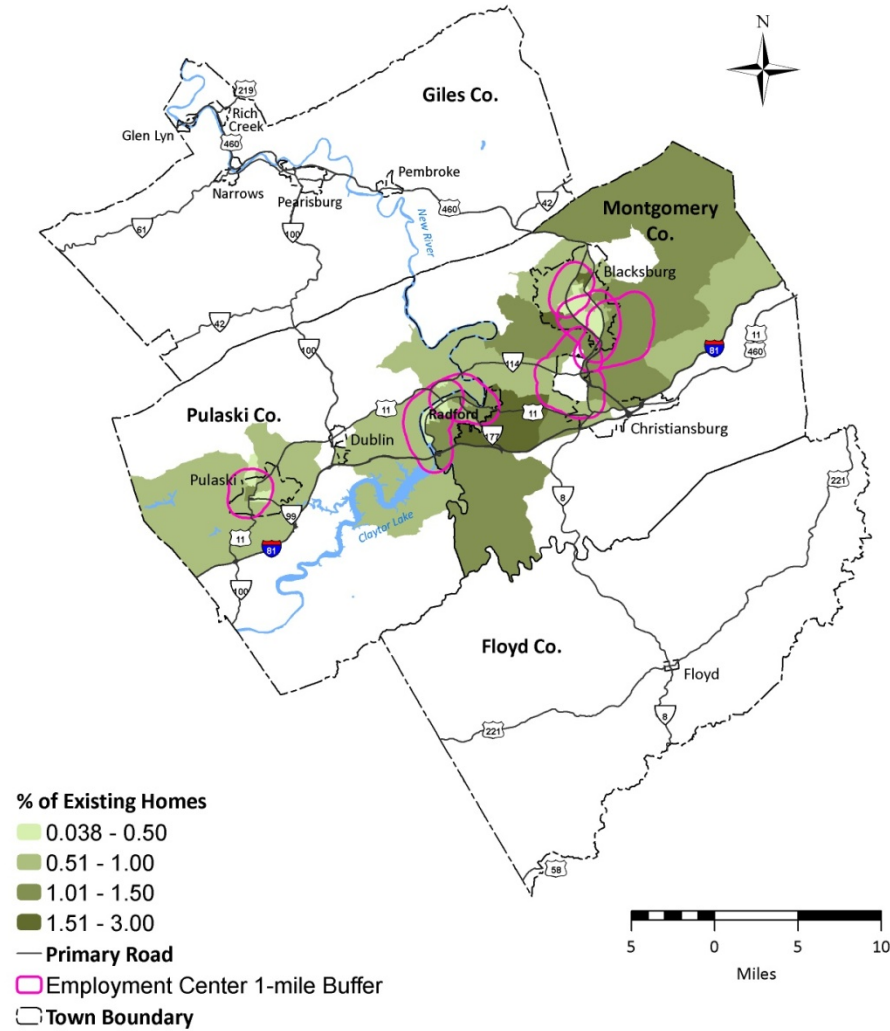 N
219
Giles Co.
Rich
Creek
Glen Lyn
460
Pembroke
Narrows
Pearisburg
42
460
61
100
New River
Montgomery
Co.
Blacksburg
42
11
460
81
100
114
Pulaski Co.
11
Radford
11
177
Christiansburg
Dublin
221
Pulaski
8
99
Claytor Lake
11
81
100
Floyd Co.
Floyd
221
8
% of Existing Homes
0.038 - 0.50
0.51 - 1.00
1.01 - 1.50
1.51 - 3.00
Primary Road
Employment Center 1-mile Buffer
Town Boundary
58
5 0 5 10
Miles